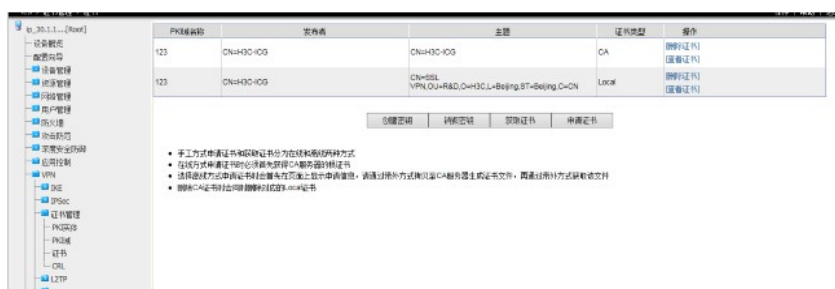 ip_30.1.1...[Root]
设备概览
配置向导
设备管理
资源管理
网络管理
用户管理
防火墙
攻击防范
深度安全防御
应用控制
VPN
IKE
IPSec
证书管理
PKI实体
PKI域
证书
CRL
L2TP
PKI域名称 发布者 主题 证书类型 操作
123 CN=H3C-ICG CN=H3C-ICG CA [删除证书]
[查看证书]
123 CN=H3C-ICG CN=SSL VPN,OU=R&D,O=H3C,L=Beijing,ST=Beijing,C=CN Local [删除证书]
[查看证书]
创建密钥 销毁密钥 获取证书 申请证书
• 手工方式申请证书和获取证书分为在线和离线两种方式
• 在线方式申请证书时必须首先获得CA服务器的根证书
• 选择离线方式申请证书时会首先在页面上显示申请信息，请通过带外方式拷贝至CA服务器生成证书文件，再通过带外方式获取该文件
• 删除CA证书时会同时删除对应的Local证书